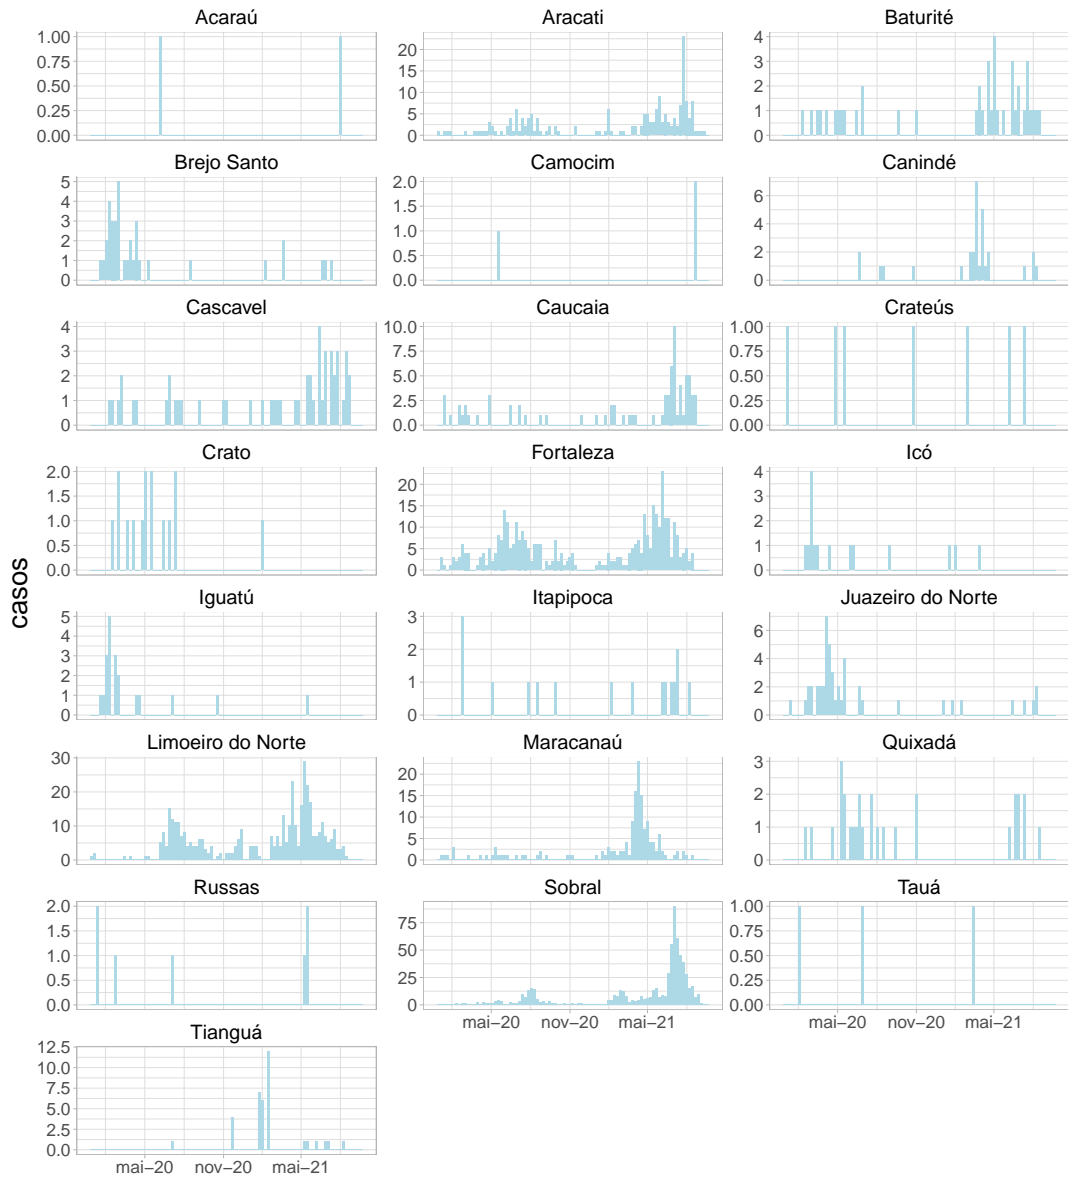 Acaraú Aracati Baturité
1.00 0.75 0.50 0.25 0.00
20 15 10 5 0
4 3 2 1 0
Brejo Santo Camocim Canindé
5 4 3 2 1 0
2.0 1.5 1.0 0.5 0.0
6 4 2 0
Cascavel Caucaia Crateús
4 3 2 1 0
10.0 7.5 5.0 2.5 0.0
1.00 0.75 0.50 0.25 0.00
Crato Fortaleza Icó
2.0 1.5 1.0 0.5 0.0
20 15 10 5 0
4 3 2 1 0
casos
Iguatú Itapipoca Juazeiro do Norte
5 4 3 2 1 0
3 2 1 0
6 4 2 0
Limoeiro do Norte Maracanaú Quixadá
30 20 10 0
20 15 10 5 0
3 2 1 0
Russas Sobral Tauá
2.0 1.5 1.0 0.5 0.0
75 50 25 0
1.00 0.75 0.50 0.25 0.00
mai–20 nov–20 mai–21 mai–20 nov–20 mai–21
Tianguá
12.5 10.0 7.5 5.0 2.5 0.0
mai–20 nov–20 mai–21